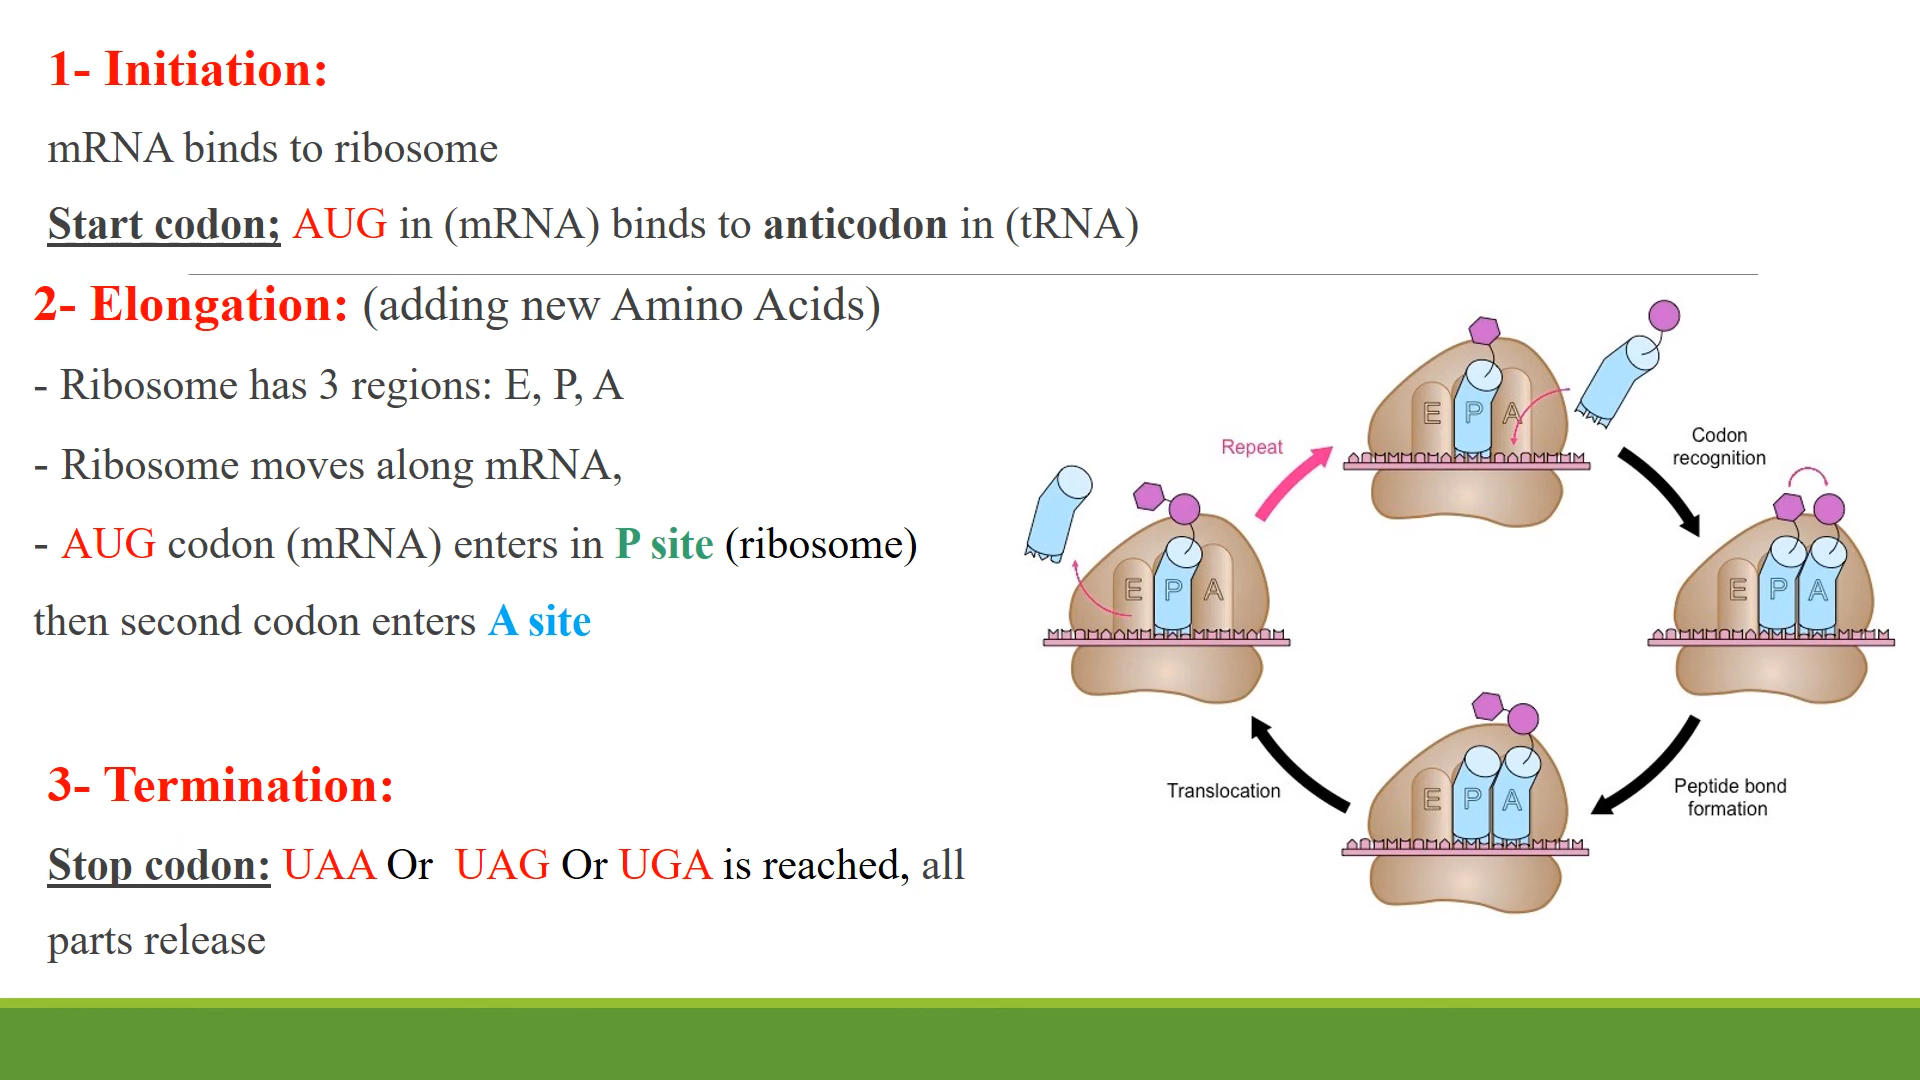 1- Initiation:
mRNA binds to ribosome
Start codon; AUG in (mRNA) binds to anticodon in (tRNA)
2- Elongation: (adding new Amino Acids)
- Ribosome has 3 regions: E, P, A
- Ribosome moves along mRNA,
- AUG codon (mRNA) enters in P site (ribosome)
then second codon enters A site
3- Termination:
Stop codon: UAA Or UAG Or UGA is reached, all
parts release
E P A
Codon
recognition
E P A
Peptide bond
formation
E P A
Translocation
E P A
Repeat